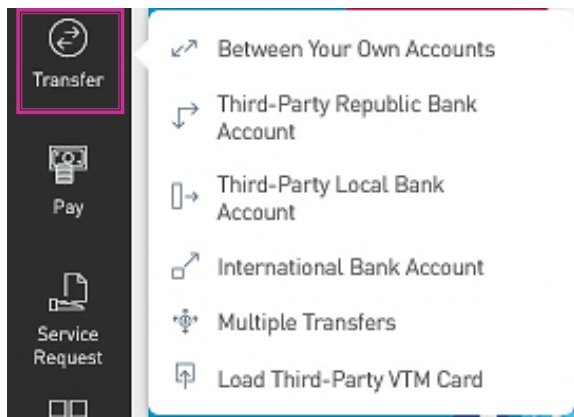 Transfer
Pay
Service
Request
Between Your Own Accounts
Third-Party Republic Bank
Account
Third-Party Local Bank
Account
International Bank Account
Multiple Transfers
Load Third-Party VTM Card